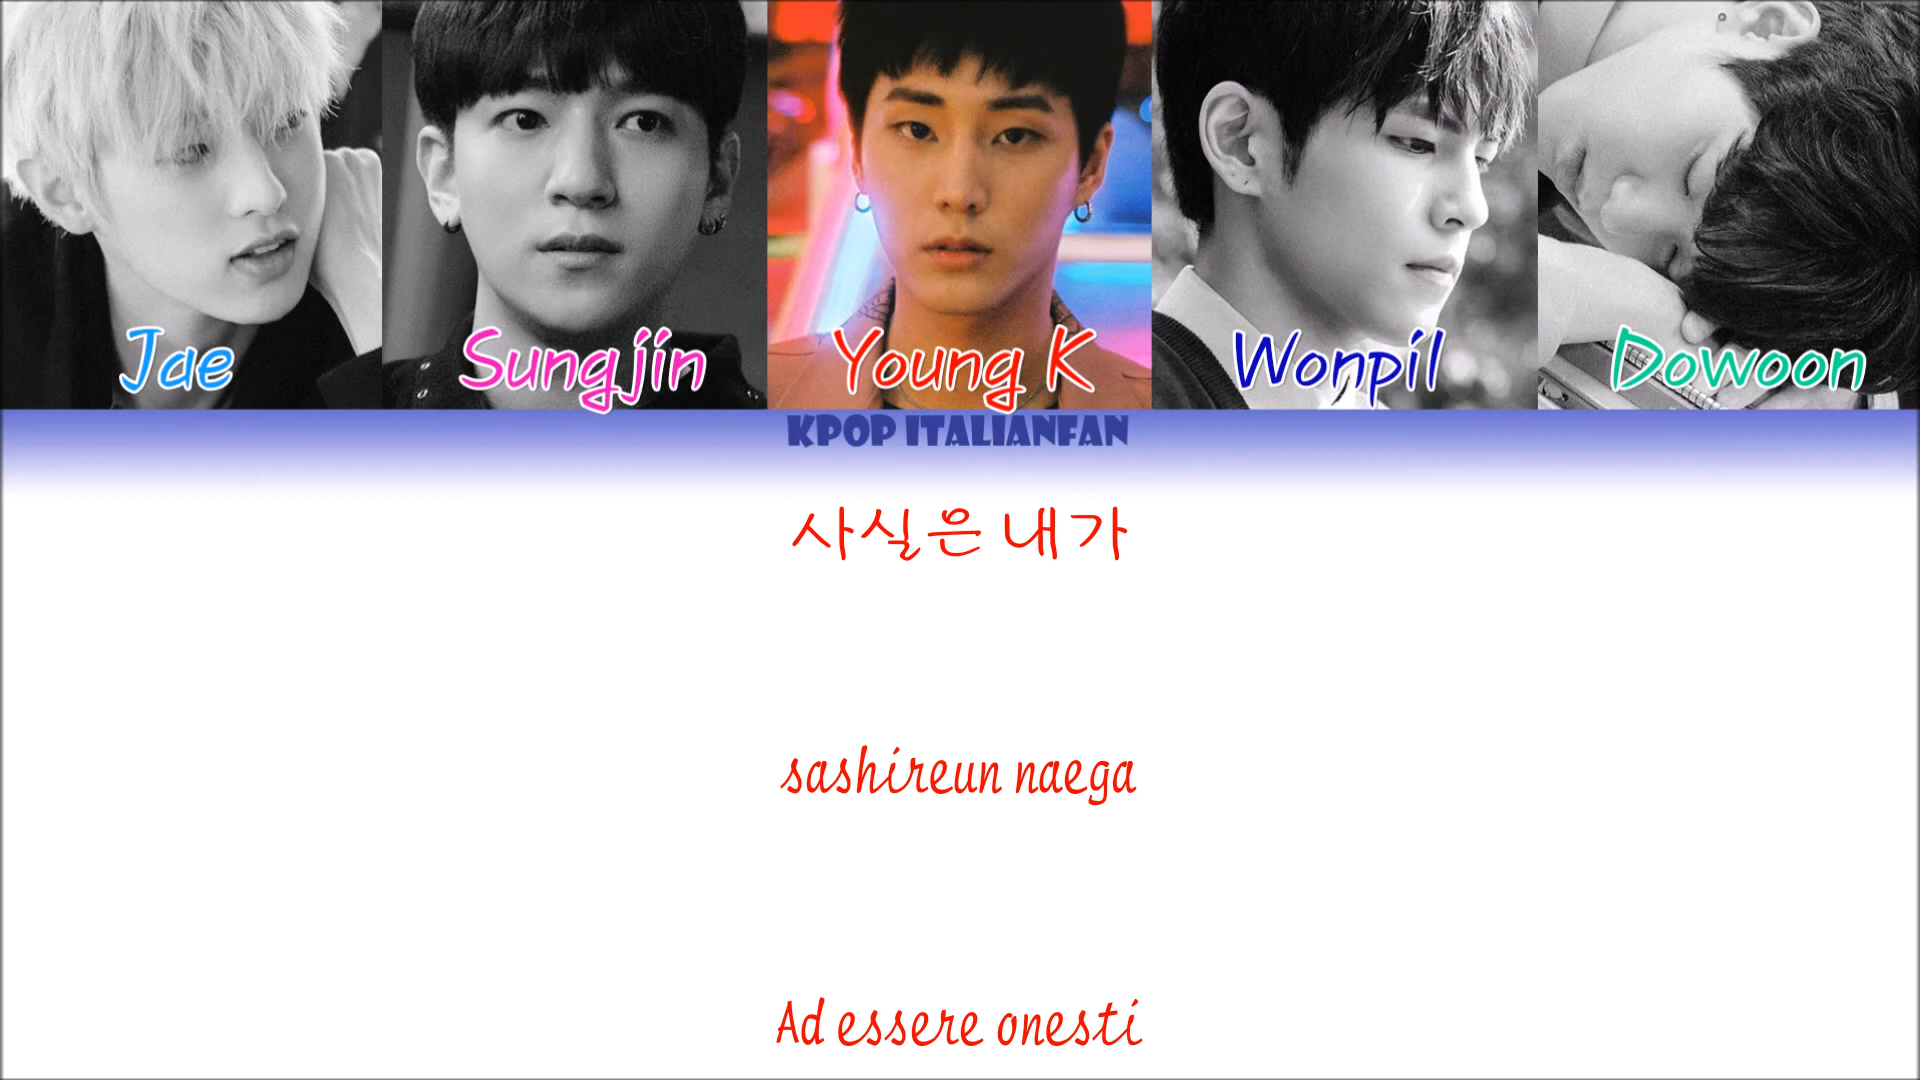 Jae
Sungjin
Young K
Wonpil
Dowoon
KPOP ITALIANFAN
사실은 내가
sashireun naega
Ad essere onesti